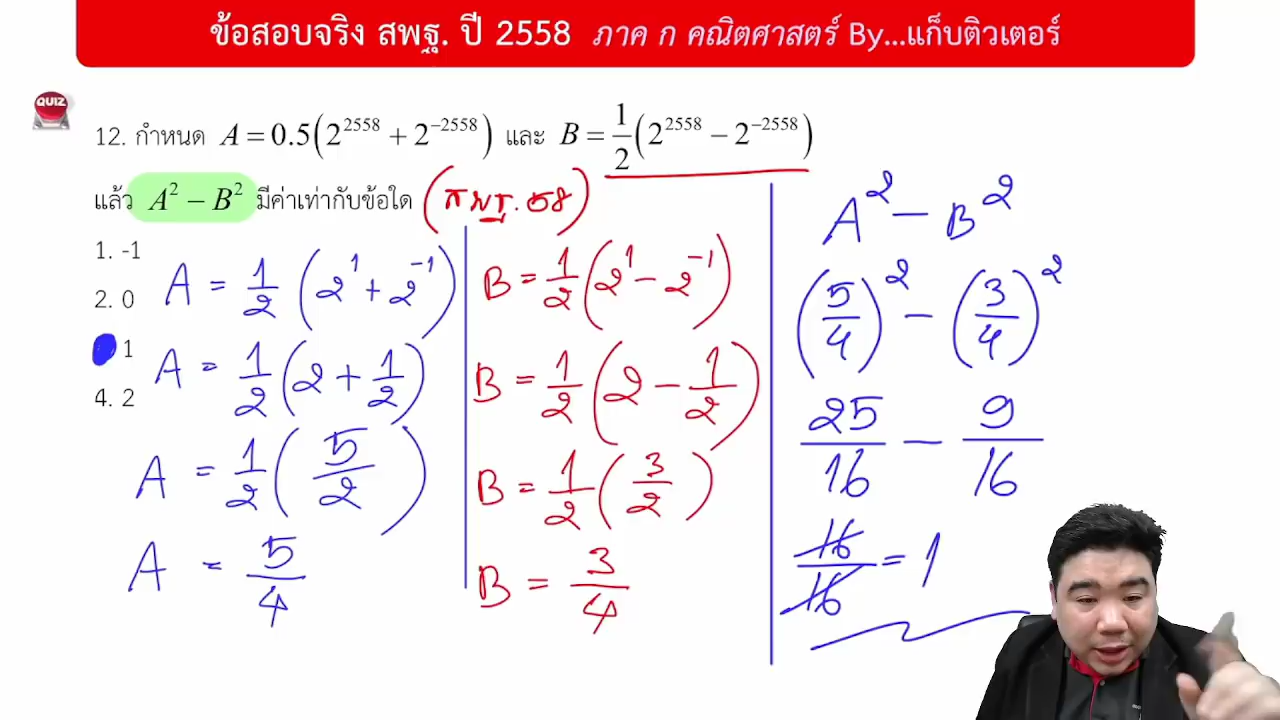 ข้อสอบจริง สพฐ. ปี 2558 ภาค ก คณิตศาสตร์ By...แก็บติวเตอร์
QUIZ
12. กำหนด A = 0.5(2^2558 + 2^-2558) และ B = 1/2(2^2558 − 2^-2558)
แล้ว A² − B² มีค่าเท่ากับข้อใด (สพฐ. 58)
1. -1
2. 0
1
4. 2
A = 1/2 (2^1 + 2^-1)
A = 1/2 (2 + 1/2)
A = 1/2 (5/2)
A = 5/4
B = 1/2 (2^1 − 2^-1)
B = 1/2 (2 − 1/2)
B = 1/2 (3/2)
B = 3/4
A² − B²
(5/4)² − (3/4)²
25/16 − 9/16
16/16 = 1